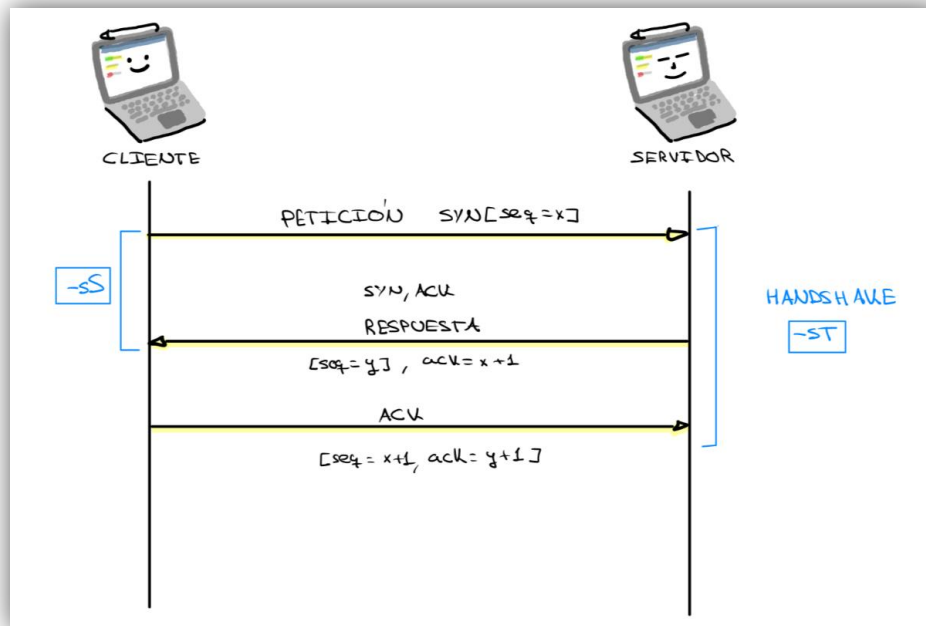 CLIENTE
SERVIDOR
PETICIÓN SYN[seq=x]
-sS
SYN, ACK
RESPUESTA
[seq=y], ack=x+1
HANDSHAKE
-sT
ACK
[seq=x+1, ack=y+1]